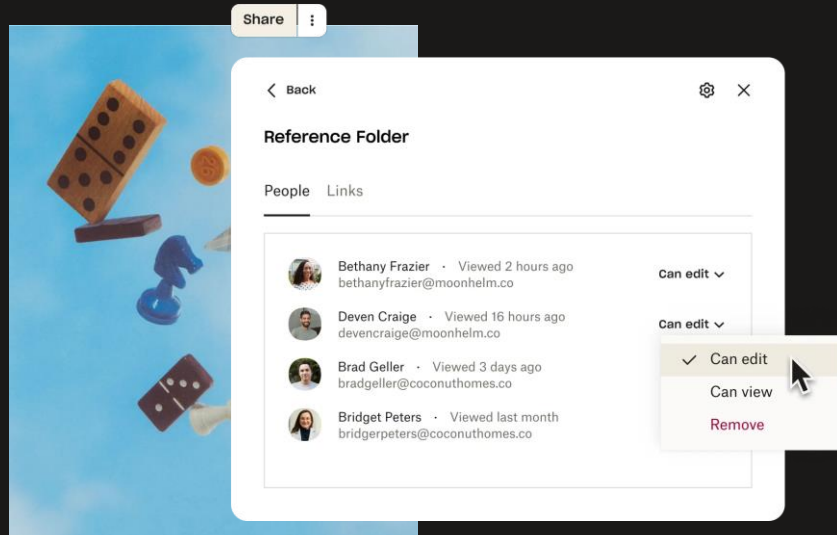 Share
Back
Reference Folder
People Links
Bethany Frazier · Viewed 2 hours ago
bethanyfrazier@moonhelm.co
Can edit
Deven Craige · Viewed 16 hours ago
devencraige@moonhelm.co
Can edit
Brad Geller · Viewed 3 days ago
bradgeller@coconuthomes.co
Bridget Peters · Viewed last month
bridgerpeters@coconuthomes.co
Can edit
Can view
Remove